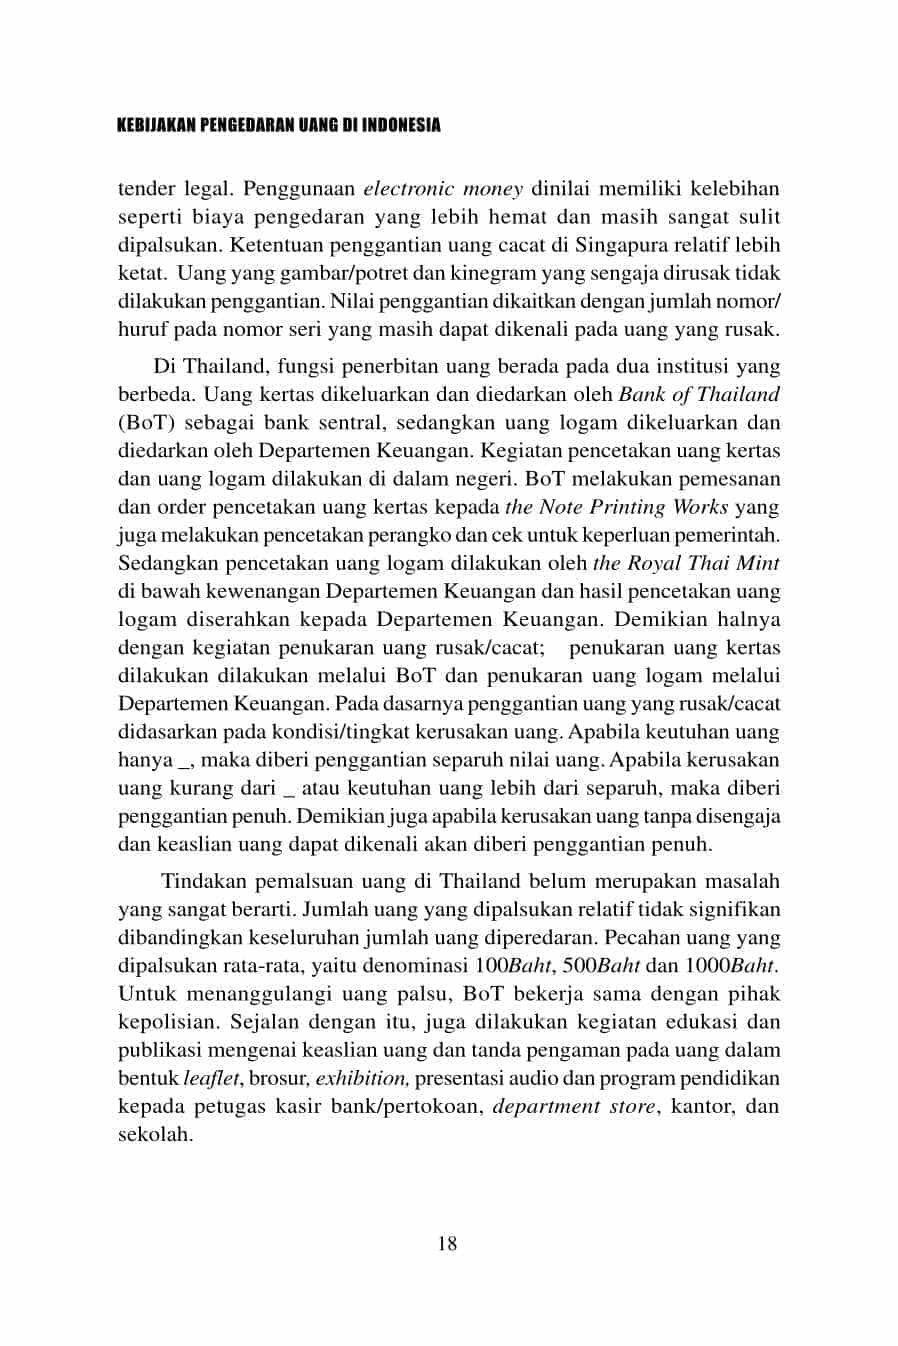 KEBIJAKAN PENGEDARAN UANG DI INDONESIA
tender legal. Penggunaan electronic money dinilai memiliki kelebihan
seperti biaya pengedaran yang lebih hemat dan masih sangat sulit
dipalsukan. Ketentuan penggantian uang cacat di Singapura relatif lebih
ketat. Uang yang gambar/potret dan kinegram yang sengaja dirusak tidak
dilakukan penggantian. Nilai penggantian dikaitkan dengan jumlah nomor/
huruf pada nomor seri yang masih dapat dikenali pada uang yang rusak.
Di Thailand, fungsi penerbitan uang berada pada dua institusi yang
berbeda. Uang kertas dikeluarkan dan diedarkan oleh Bank of Thailand
(BoT) sebagai bank sentral, sedangkan uang logam dikeluarkan dan
diedarkan oleh Departemen Keuangan. Kegiatan pencetakan uang kertas
dan uang logam dilakukan di dalam negeri. BoT melakukan pemesanan
dan order pencetakan uang kertas kepada the Note Printing Works yang
juga melakukan pencetakan perangko dan cek untuk keperluan pemerintah.
Sedangkan pencetakan uang logam dilakukan oleh the Royal Thai Mint
di bawah kewenangan Departemen Keuangan dan hasil pencetakan uang
logam diserahkan kepada Departemen Keuangan. Demikian halnya
dengan kegiatan penukaran uang rusak/cacat; penukaran uang kertas
dilakukan dilakukan melalui BoT dan penukaran uang logam melalui
Departemen Keuangan. Pada dasarnya penggantian uang yang rusak/cacat
didasarkan pada kondisi/tingkat kerusakan uang. Apabila keutuhan uang
hanya _, maka diberi penggantian separuh nilai uang. Apabila kerusakan
uang kurang dari _ atau keutuhan uang lebih dari separuh, maka diberi
penggantian penuh. Demikian juga apabila kerusakan uang tanpa disengaja
dan keaslian uang dapat dikenali akan diberi penggantian penuh.
Tindakan pemalsuan uang di Thailand belum merupakan masalah
yang sangat berarti. Jumlah uang yang dipalsukan relatif tidak signifikan
dibandingkan keseluruhan jumlah uang diperedaran. Pecahan uang yang
dipalsukan rata-rata, yaitu denominasi 100Baht, 500Baht dan 1000Baht.
Untuk menanggulangi uang palsu, BoT bekerja sama dengan pihak
kepolisian. Sejalan dengan itu, juga dilakukan kegiatan edukasi dan
publikasi mengenai keaslian uang dan tanda pengaman pada uang dalam
bentuk leaflet, brosur, exhibition, presentasi audio dan program pendidikan
kepada petugas kasir bank/pertokoan, department store, kantor, dan
sekolah.
18